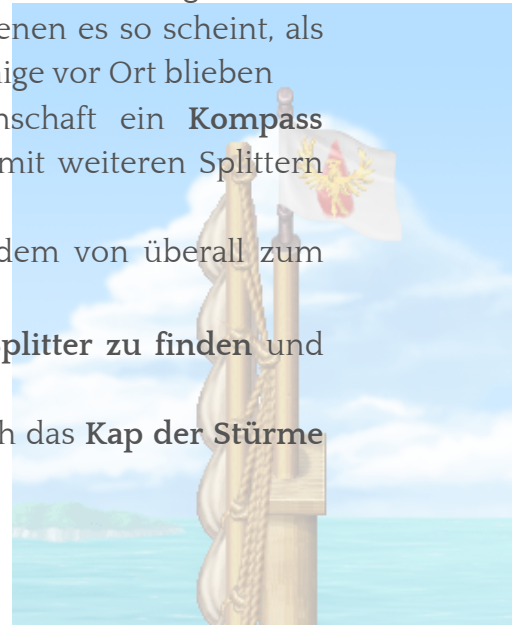 enen es so scheint, als
ige vor Ort blieben
nschaft ein Kompass
mit weiteren Splittern
dem von überall zum
plitter zu finden und
h das Kap der Stürme